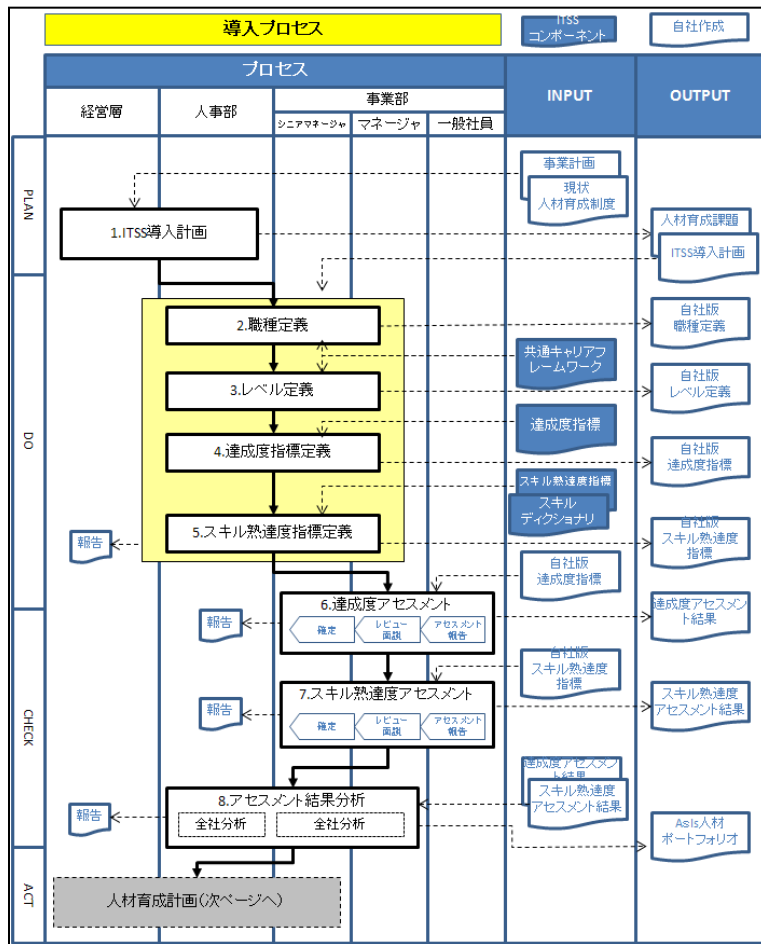 導入プロセス
ITSS
コンポーネント
自社作成
プロセス
INPUT
OUTPUT
経営層
人事部
事業部
シニアマネージャ
マネージャ
一般社員
PLAN
事業計画
現状
人材育成制度
1.ITSS導入計画
人材育成課題
ITSS導入計画
DO
2.職種定義
自社版
職種定義
共通キャリアフ
レームワーク
3.レベル定義
自社版
レベル定義
達成度指標
4.達成度指標定義
自社版
達成度指標
スキル熟達度指標
スキル
ディクショナリ
5.スキル熟達度指標定義
報告
自社版
スキル熟達度
指標
自社版
達成度指標
CHECK
6.達成度アセスメント
確定
レビュー
面談
アセスメント
報告
報告
達成度アセスメン
ト結果
自社版
スキル熟達度
指標
7.スキル熟達度アセスメント
確定
レビュー
面談
アセスメント
報告
報告
スキル熟達度
アセスメント結果
達成度アセスメン
ト結果
スキル熟達度
アセスメント結果
8.アセスメント結果分析
全社分析
全社分析
報告
AsIs人材
ポートフォリオ
ACT
人材育成計画(次ページへ)